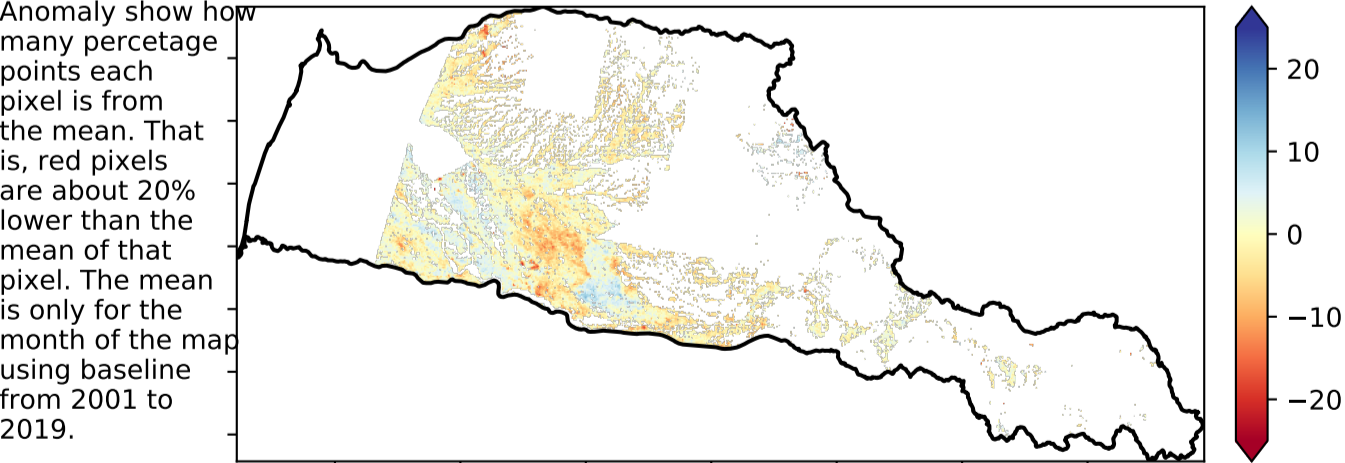 Anomaly show how
many percetage
points each
pixel is from
the mean. That
is, red pixels
are about 20%
lower than the
mean of that
pixel. The mean
is only for the
month of the map
using baseline
from 2001 to
2019.
20
10
0
−10
−20